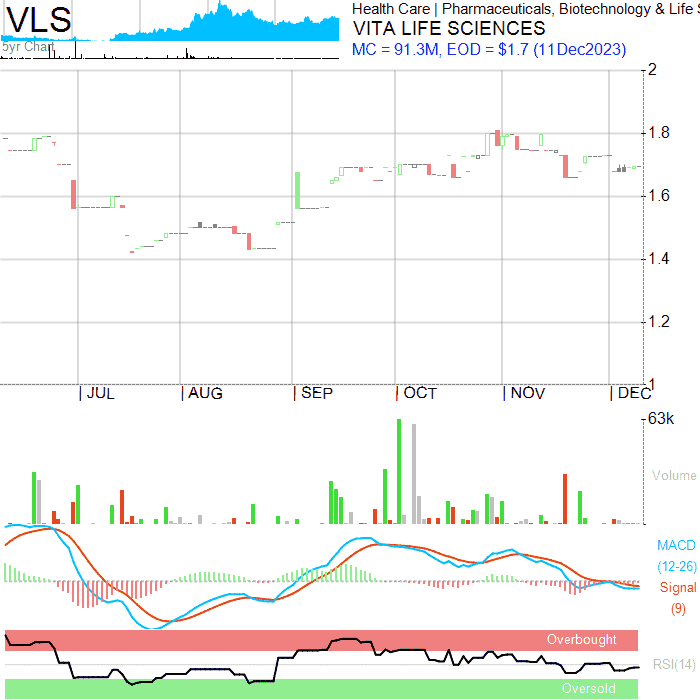 VLS
5yr Chart
Health Care | Pharmaceuticals, Biotechnology & Life S
VITA LIFE SCIENCES
MC = 91.3M, EOD = $1.7 (11Dec2023)
2
1.8
1.6
1.4
1.2
1
JUL
AUG
SEP
OCT
NOV
DEC
63k
Volume
MACD
(12-26)
Signal
(9)
Overbought
RSI(14)
Oversold